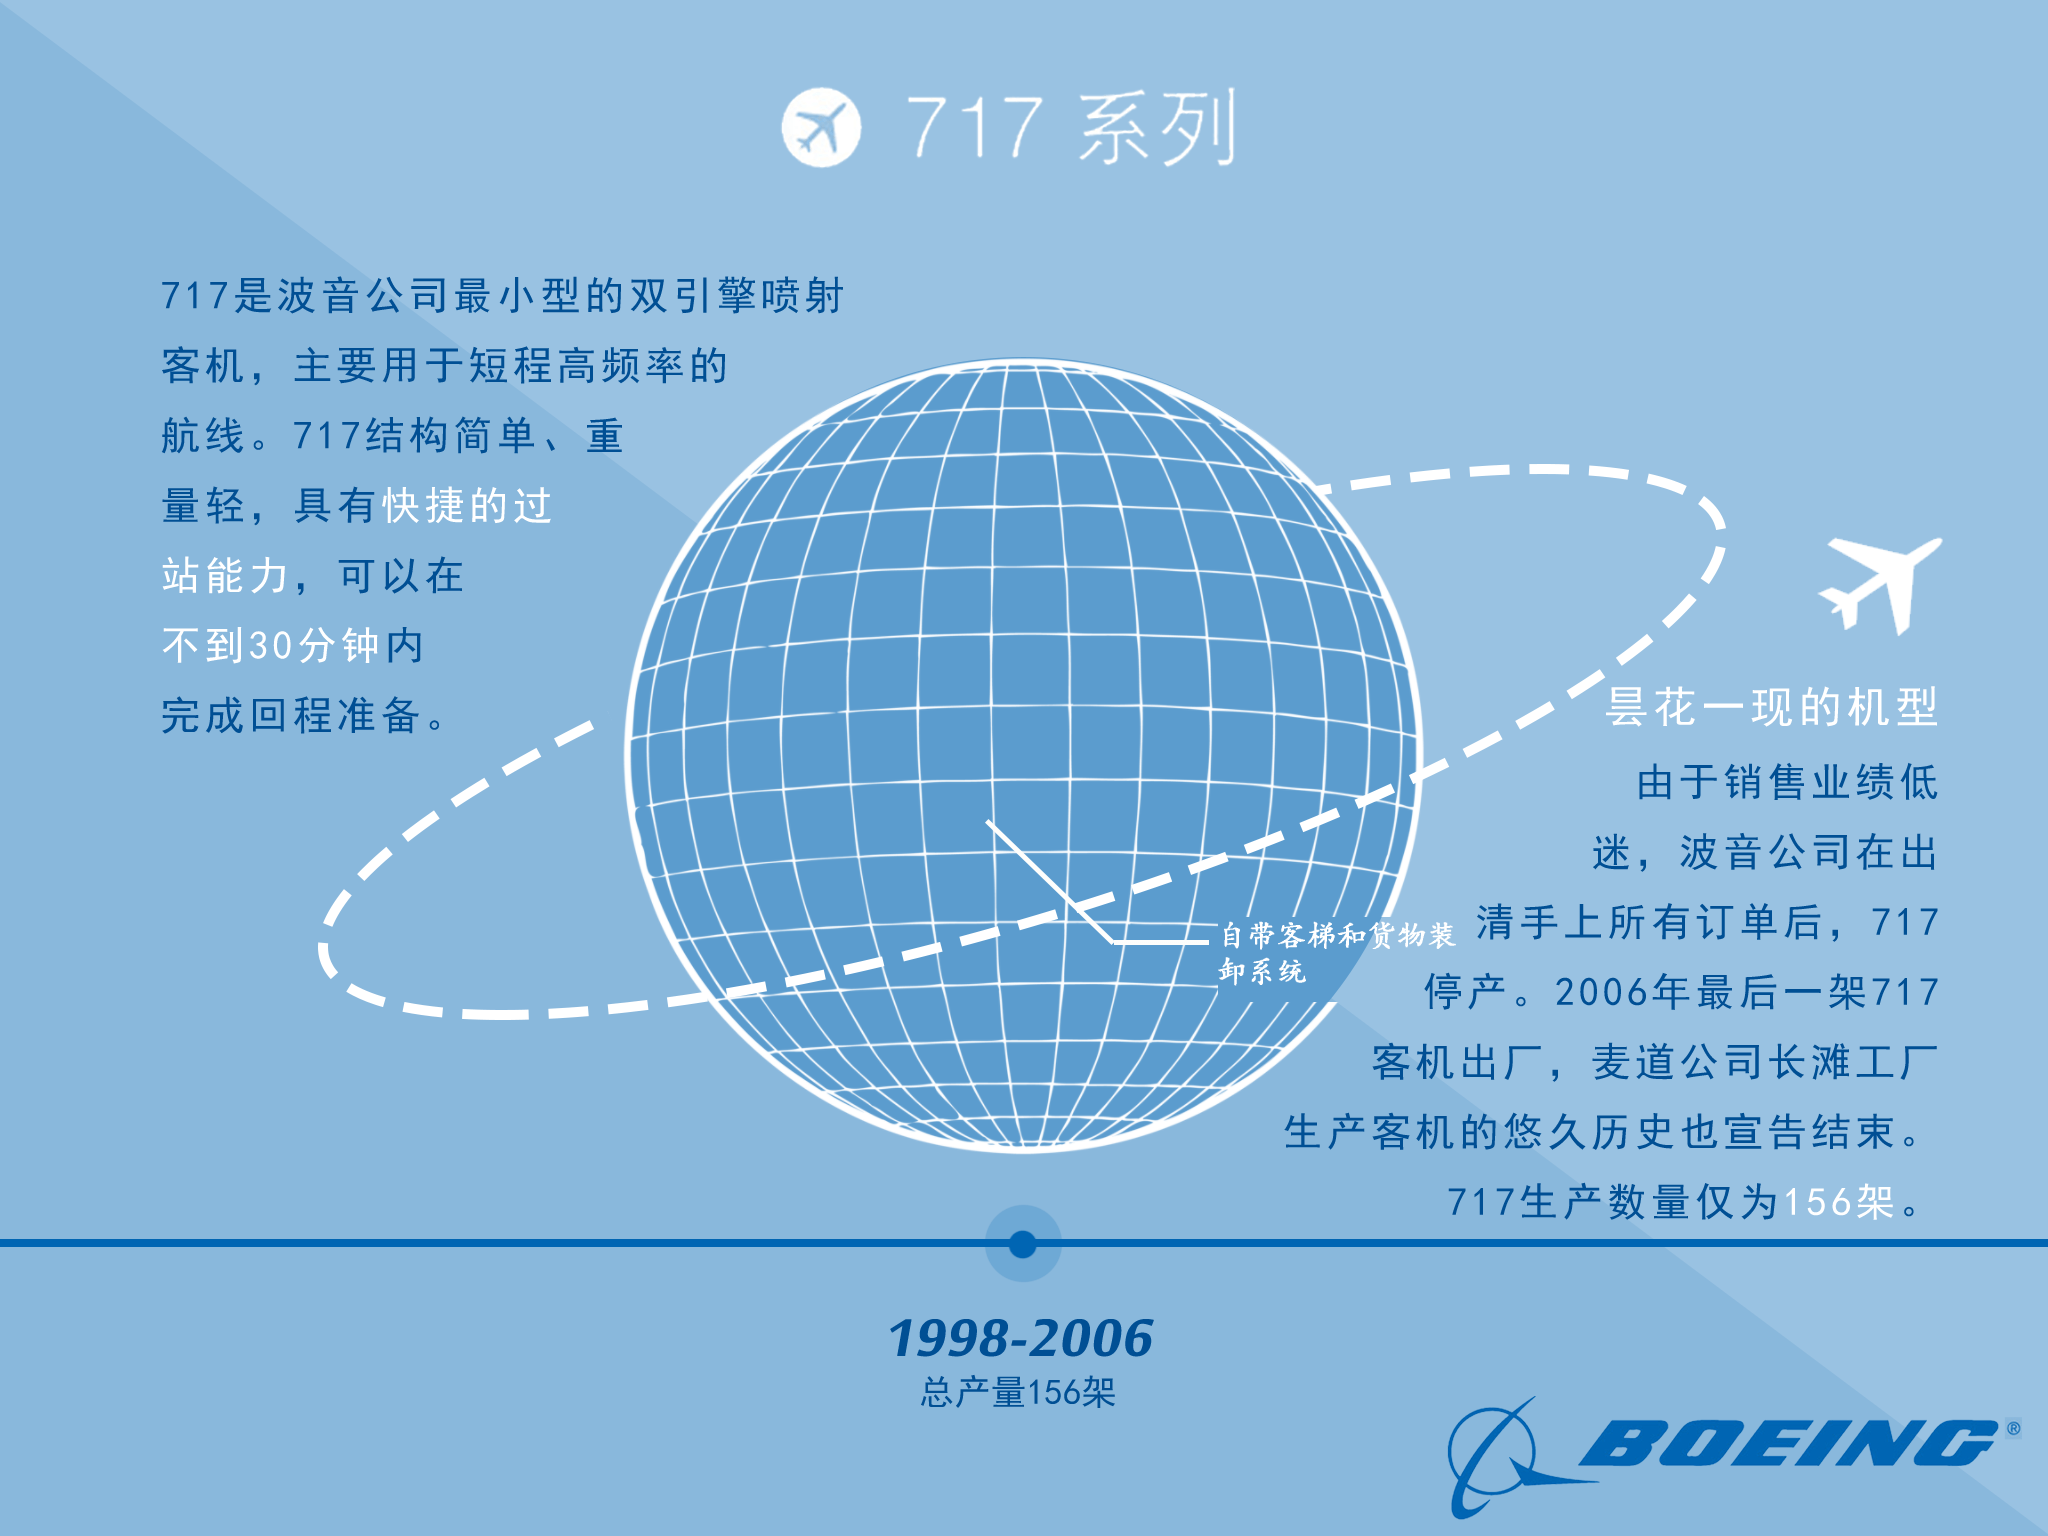 717 系列
717是波音公司最小型的双引擎喷射
客机，主要用于短程高频率的
航线。717结构简单、重
量轻，具有快捷的过
站能力，可以在
不到30分钟内
完成回程准备。
昙花一现的机型
由于销售业绩低
迷，波音公司在出
清手上所有订单后，717
停产。2006年最后一架717
客机出厂，麦道公司长滩工厂
生产客机的悠久历史也宣告结束。
717生产数量仅为156架。
自带客梯和货物装
卸系统
1998-2006
总产量156架
BOEING®